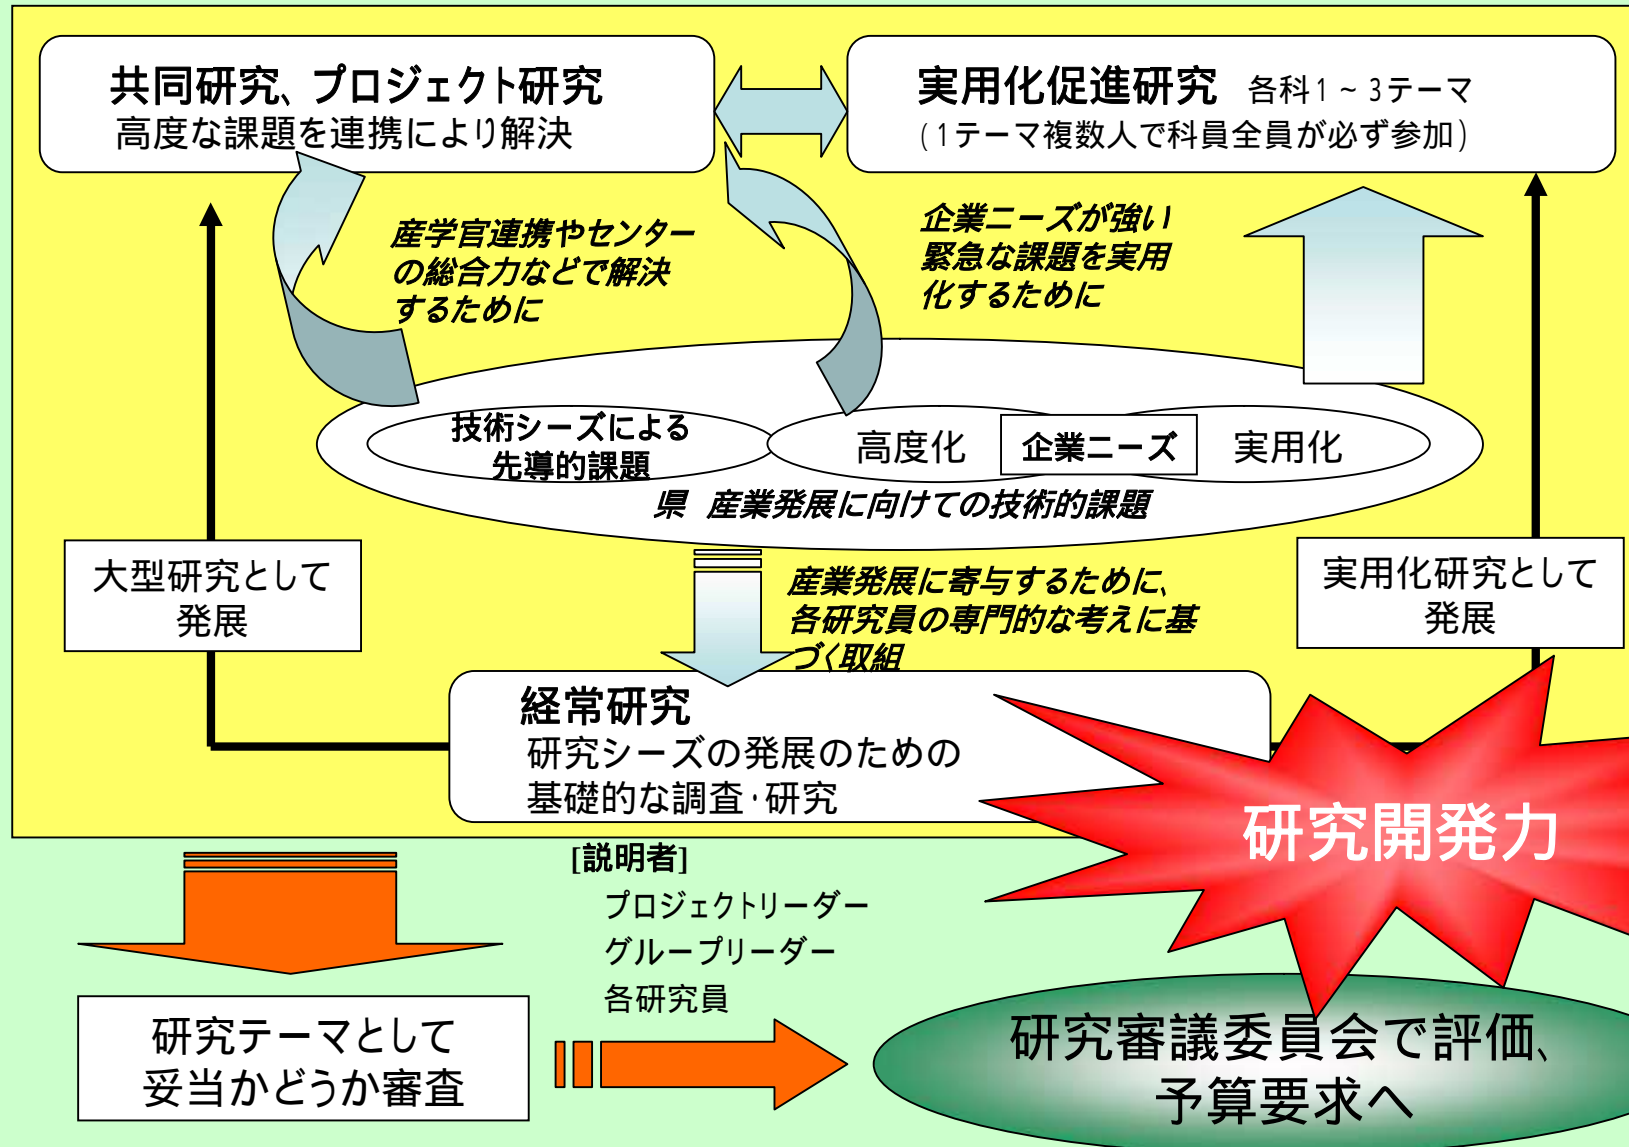 共同研究、プロジェクト研究
高度な課題を連携により解決
実用化促進研究 各科1~3テーマ
(1テーマ複数人で科員全員が必ず参加)
産学官連携やセンター
の総合力などで解決
するために
企業ニーズが強い
緊急な課題を実用
化するために
技術シーズによる
先導的課題
高度化
企業ニーズ
実用化
県 産業発展に向けての技術的課題
大型研究として
発展
産業発展に寄与するために、
各研究員の専門的な考えに基
づく取組
実用化研究として
発展
経常研究
研究シーズの発展のための
基礎的な調査・研究
研究開発力
[説明者]
プロジェクトリーダー
グループリーダー
各研究員
研究テーマとして
妥当かどうか審査
研究審議委員会で評価、
予算要求へ